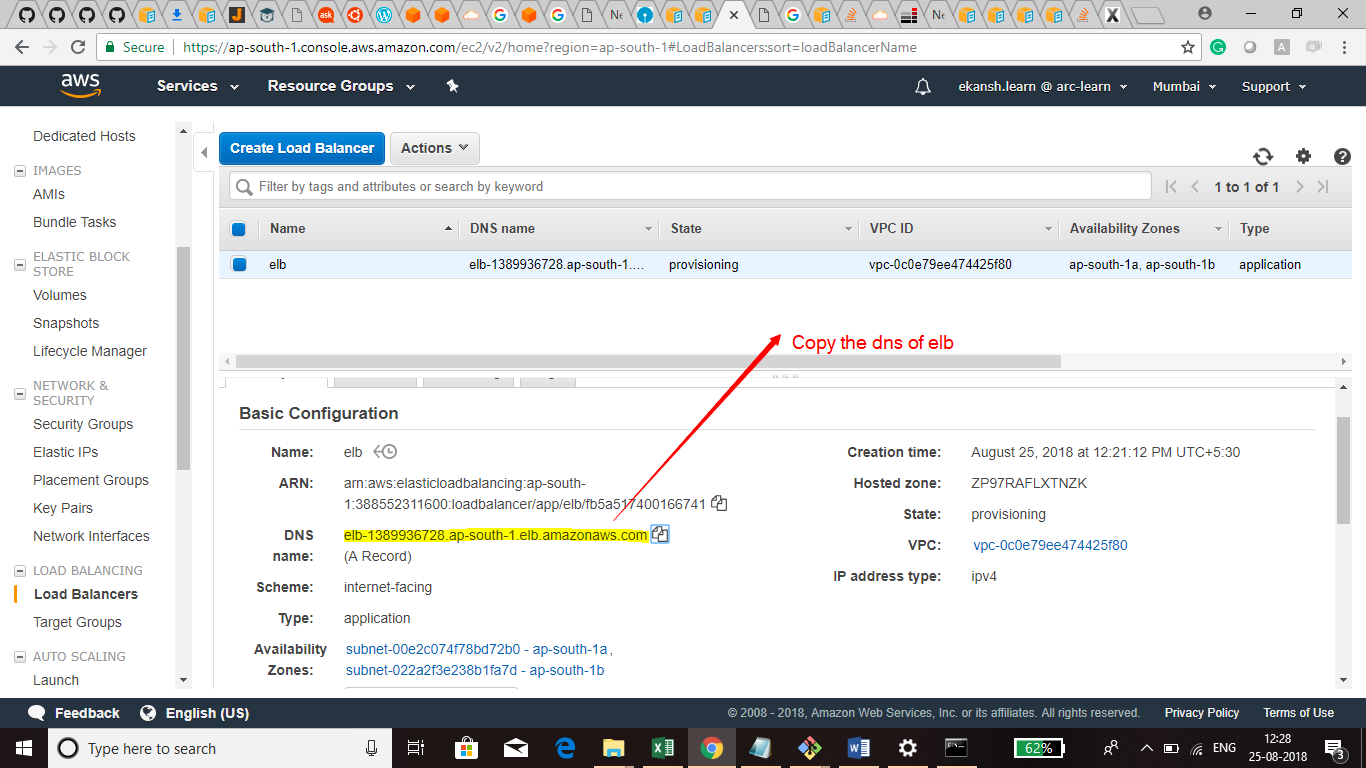 Ne
Ne
Secure
https://ap-south-1.console.aws.amazon.com/ec2/v2/home?region=ap-south-1#LoadBalancers:sort=loadBalancerName
aws
Services
Resource Groups
ekansh.learn @ arc-learn
Mumbai
Support
Dedicated Hosts
IMAGES
AMIs
Bundle Tasks
ELASTIC BLOCK
STORE
Volumes
Snapshots
Lifecycle Manager
NETWORK &
SECURITY
Security Groups
Elastic IPs
Placement Groups
Key Pairs
Network Interfaces
LOAD BALANCING
Load Balancers
Target Groups
AUTO SCALING
Launch
Create Load Balancer
Actions
Filter by tags and attributes or search by keyword
1 to 1 of 1
Name DNS name State VPC ID Availability Zones Type
elb elb-1389936728.ap-south-1.... provisioning vpc-0c0e79ee474425f80 ap-south-1a, ap-south-1b application
Copy the dns of elb
Basic Configuration
Name: elb
ARN: arn:aws:elasticloadbalancing:ap-south-
1:388552311600:loadbalancer/app/elb/fb5a517400166741
DNS elb-1389936728.ap-south-1.elb.amazonaws.com
name: (A Record)
Scheme: internet-facing
Type: application
Availability subnet-00e2c074f78bd72b0 - ap-south-1a,
Zones: subnet-022a2f3e238b1fa7d - ap-south-1b
Creation time: August 25, 2018 at 12:21:12 PM UTC+5:30
Hosted zone: ZP97RAFLXTNZK
State: provisioning
VPC: vpc-0c0e79ee474425f80
IP address type: ipv4
Feedback
English (US)
© 2008 - 2018, Amazon Web Services, Inc. or its affiliates. All rights reserved.
Privacy Policy
Terms of Use
Type here to search
62%
ENG
12:28
25-08-2018
3